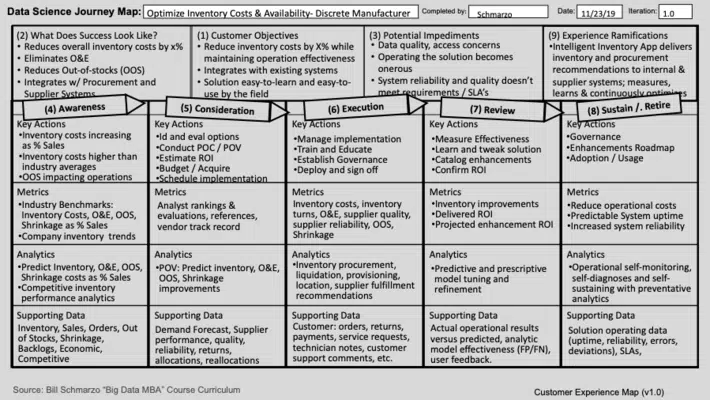 Data Science Journey Map: Optimize Inventory Costs & Availability- Discrete Manufacturer Completed by: Schmarzo Date: 11/23/19 Iteration: 1.0
(2) What Does Success Look Like?
• Reduces overall inventory costs by x%
• Eliminates O&E
• Reduces Out-of-stocks (OOS)
• Integrates w/ Procurement and
Supplier Systems
(1) Customer Objectives
• Reduce inventory costs by X% while
maintaining operation effectiveness
• Integrates with existing systems
• Solution easy-to-learn and easy-to-
use by the field
(3) Potential Impediments
• Data quality, access concerns
• Operating the solution becomes
onerous
• System reliability and quality doesn't
meet requirements / SLA's
(9) Experience Ramifications
•Intelligent Inventory App delivers
inventory and procurement
recommendations to internal &
supplier systems; measures,
learns & continuously optimizes
(4) Awareness
(5) Consideration
(6) Execution
(7) Review
(8) Sustain /. Retire
Key Actions
•Inventory costs increasing
as % Sales
•Inventory costs higher than
industry averages
•OOS impacting operations
Key Actions
• Id and eval options
•Conduct POC / POV
•Estimate ROI
•Budget / Acquire
•Schedule implementation
Key Actions
•Manage implementation
•Train and Educate
•Establish Governance
•Deploy and sign off
Key Actions
•Measure Effectiveness
•Learn and tweak solution
•Catalog enhancements
•Confirm ROI
Key Actions
•Governance
•Enhancements Roadmap
•Adoption / Usage
Metrics
•Industry Benchmarks:
Inventory Costs, O&E, OOS,
Shrinkage as % Sales
•Company inventory trends
Metrics
Analyst rankings &
evaluations, references,
vendor track record
Metrics
Inventory costs, inventory
turns, O&E, supplier quality,
supplier reliability, OOS,
Shrinkage
Metrics
•Inventory improvements
•Delivered ROI
•Projected enhancement ROI
Metrics
•Reduce operational costs
•Predictable System uptime
•Increased system reliability
Analytics
•Predict Inventory, O&E, OOS,
Shrinkage costs as % Sales
•Competitive inventory
performance analytics
Analytics
•POV: Predict inventory, O&E,
OOS, Shrinkage
improvements
Analytics
•Inventory procurement,
liquidation, provisioning,
location, supplier fulfillment
recommendations
Analytics
•Predictive and prescriptive
model tuning and
refinement
Analytics
•Operational self-monitoring,
self-diagnoses and self-
sustaining with preventative
analytics
Supporting Data
Inventory, Sales, Orders, Out
of Stocks, Shrinkage,
Backlogs, Economic,
Competitive
Supporting Data
Demand Forecast, Supplier
performance, quality,
reliability, returns,
allocations, reallocations
Supporting Data
Customer: orders, returns,
payments, service requests,
technician notes, customer
support comments, etc.
Supporting Data
Actual operational results
versus predicted, analytic
model effectiveness (FP/FN),
user feedback.
Supporting Data
Solution operating data
(uptime, reliability, errors,
deviations), SLAs,
Source: Bill Schmarzo "Big Data MBA" Course Curriculum
Customer Experience Map (v1.0)